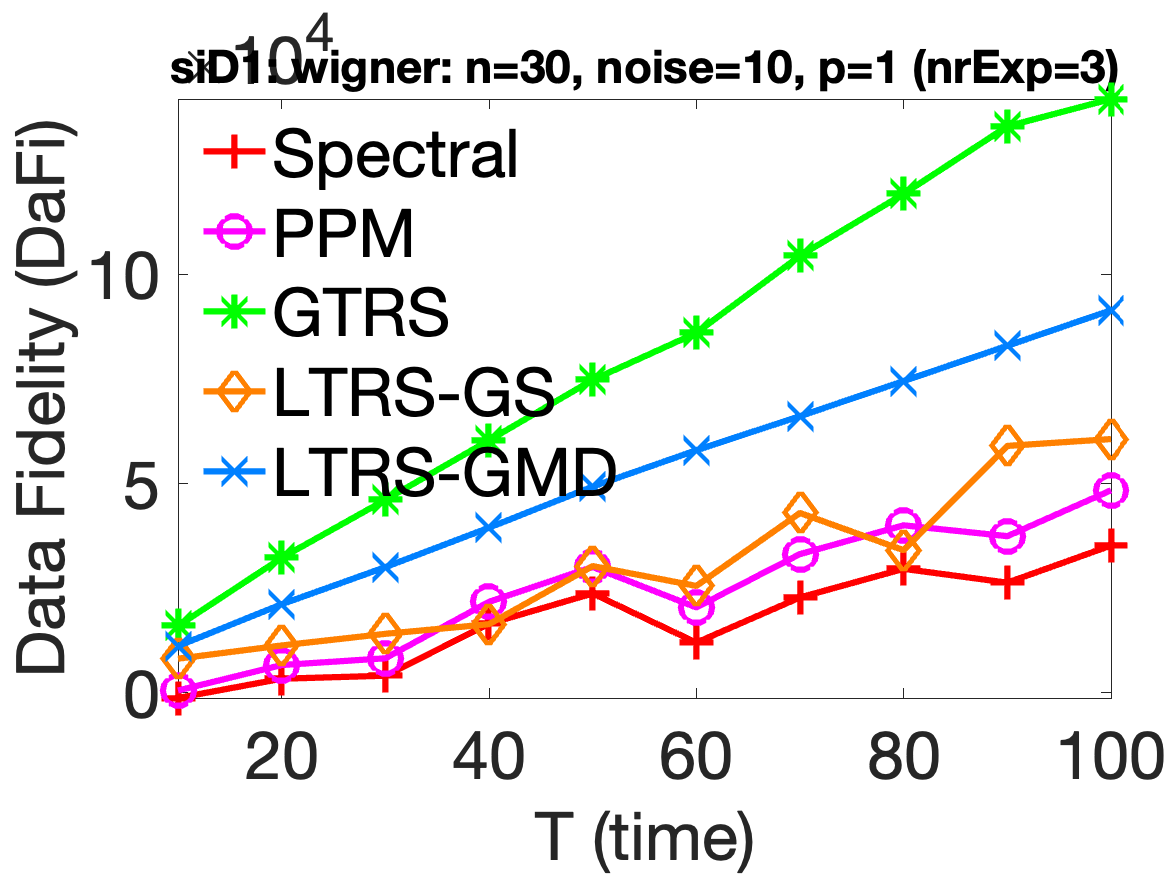 × 10^4
siD1: wigner: n=30, noise=10, p=1 (nrExp=3)
Data Fidelity (DaFi)
10
5
0
Spectral
PPM
GTRS
LTRS-GS
LTRS-GMD
20 40 60 80 100
T (time)